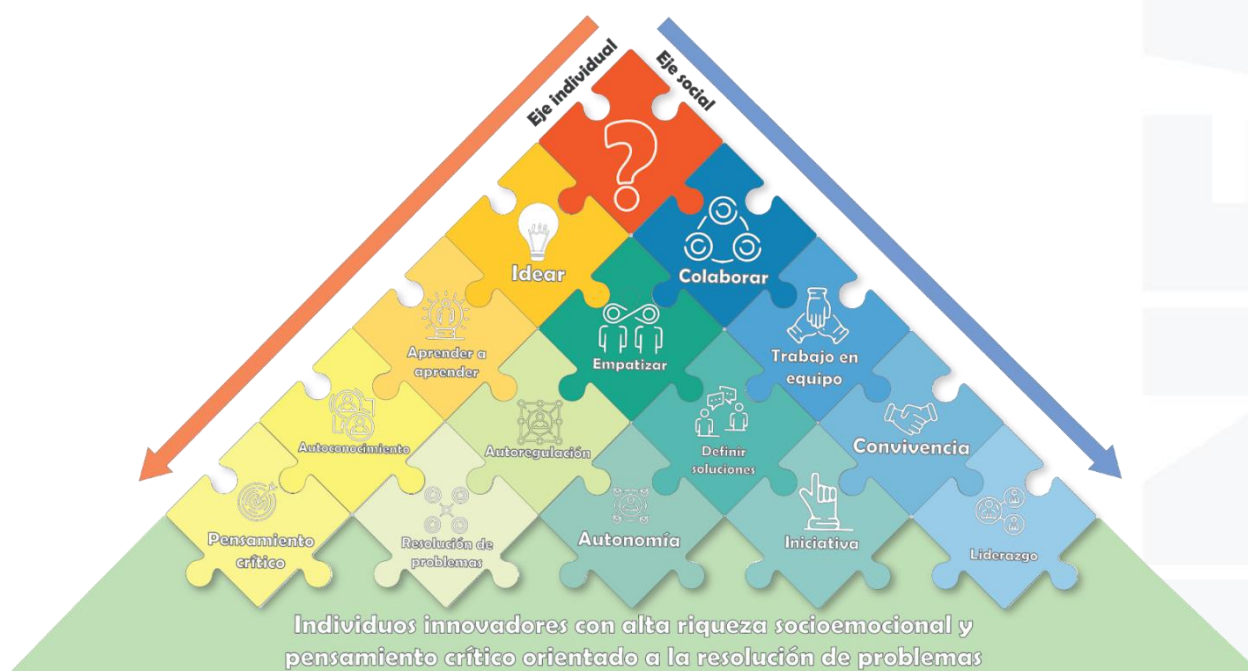 Eje individual
Eje social
?
Idear
Colaborar
Aprender a
aprender
Empatizar
Trabajo en
equipo
Autoconocimiento
Autoregulación
Definir
soluciones
Convivencia
Pensamiento
crítico
Resolución de
problemas
Autonomía
Iniciativa
Liderazgo
Individuos innovadores con alta riqueza socioemocional y
pensamiento crítico orientado a la resolución de problemas